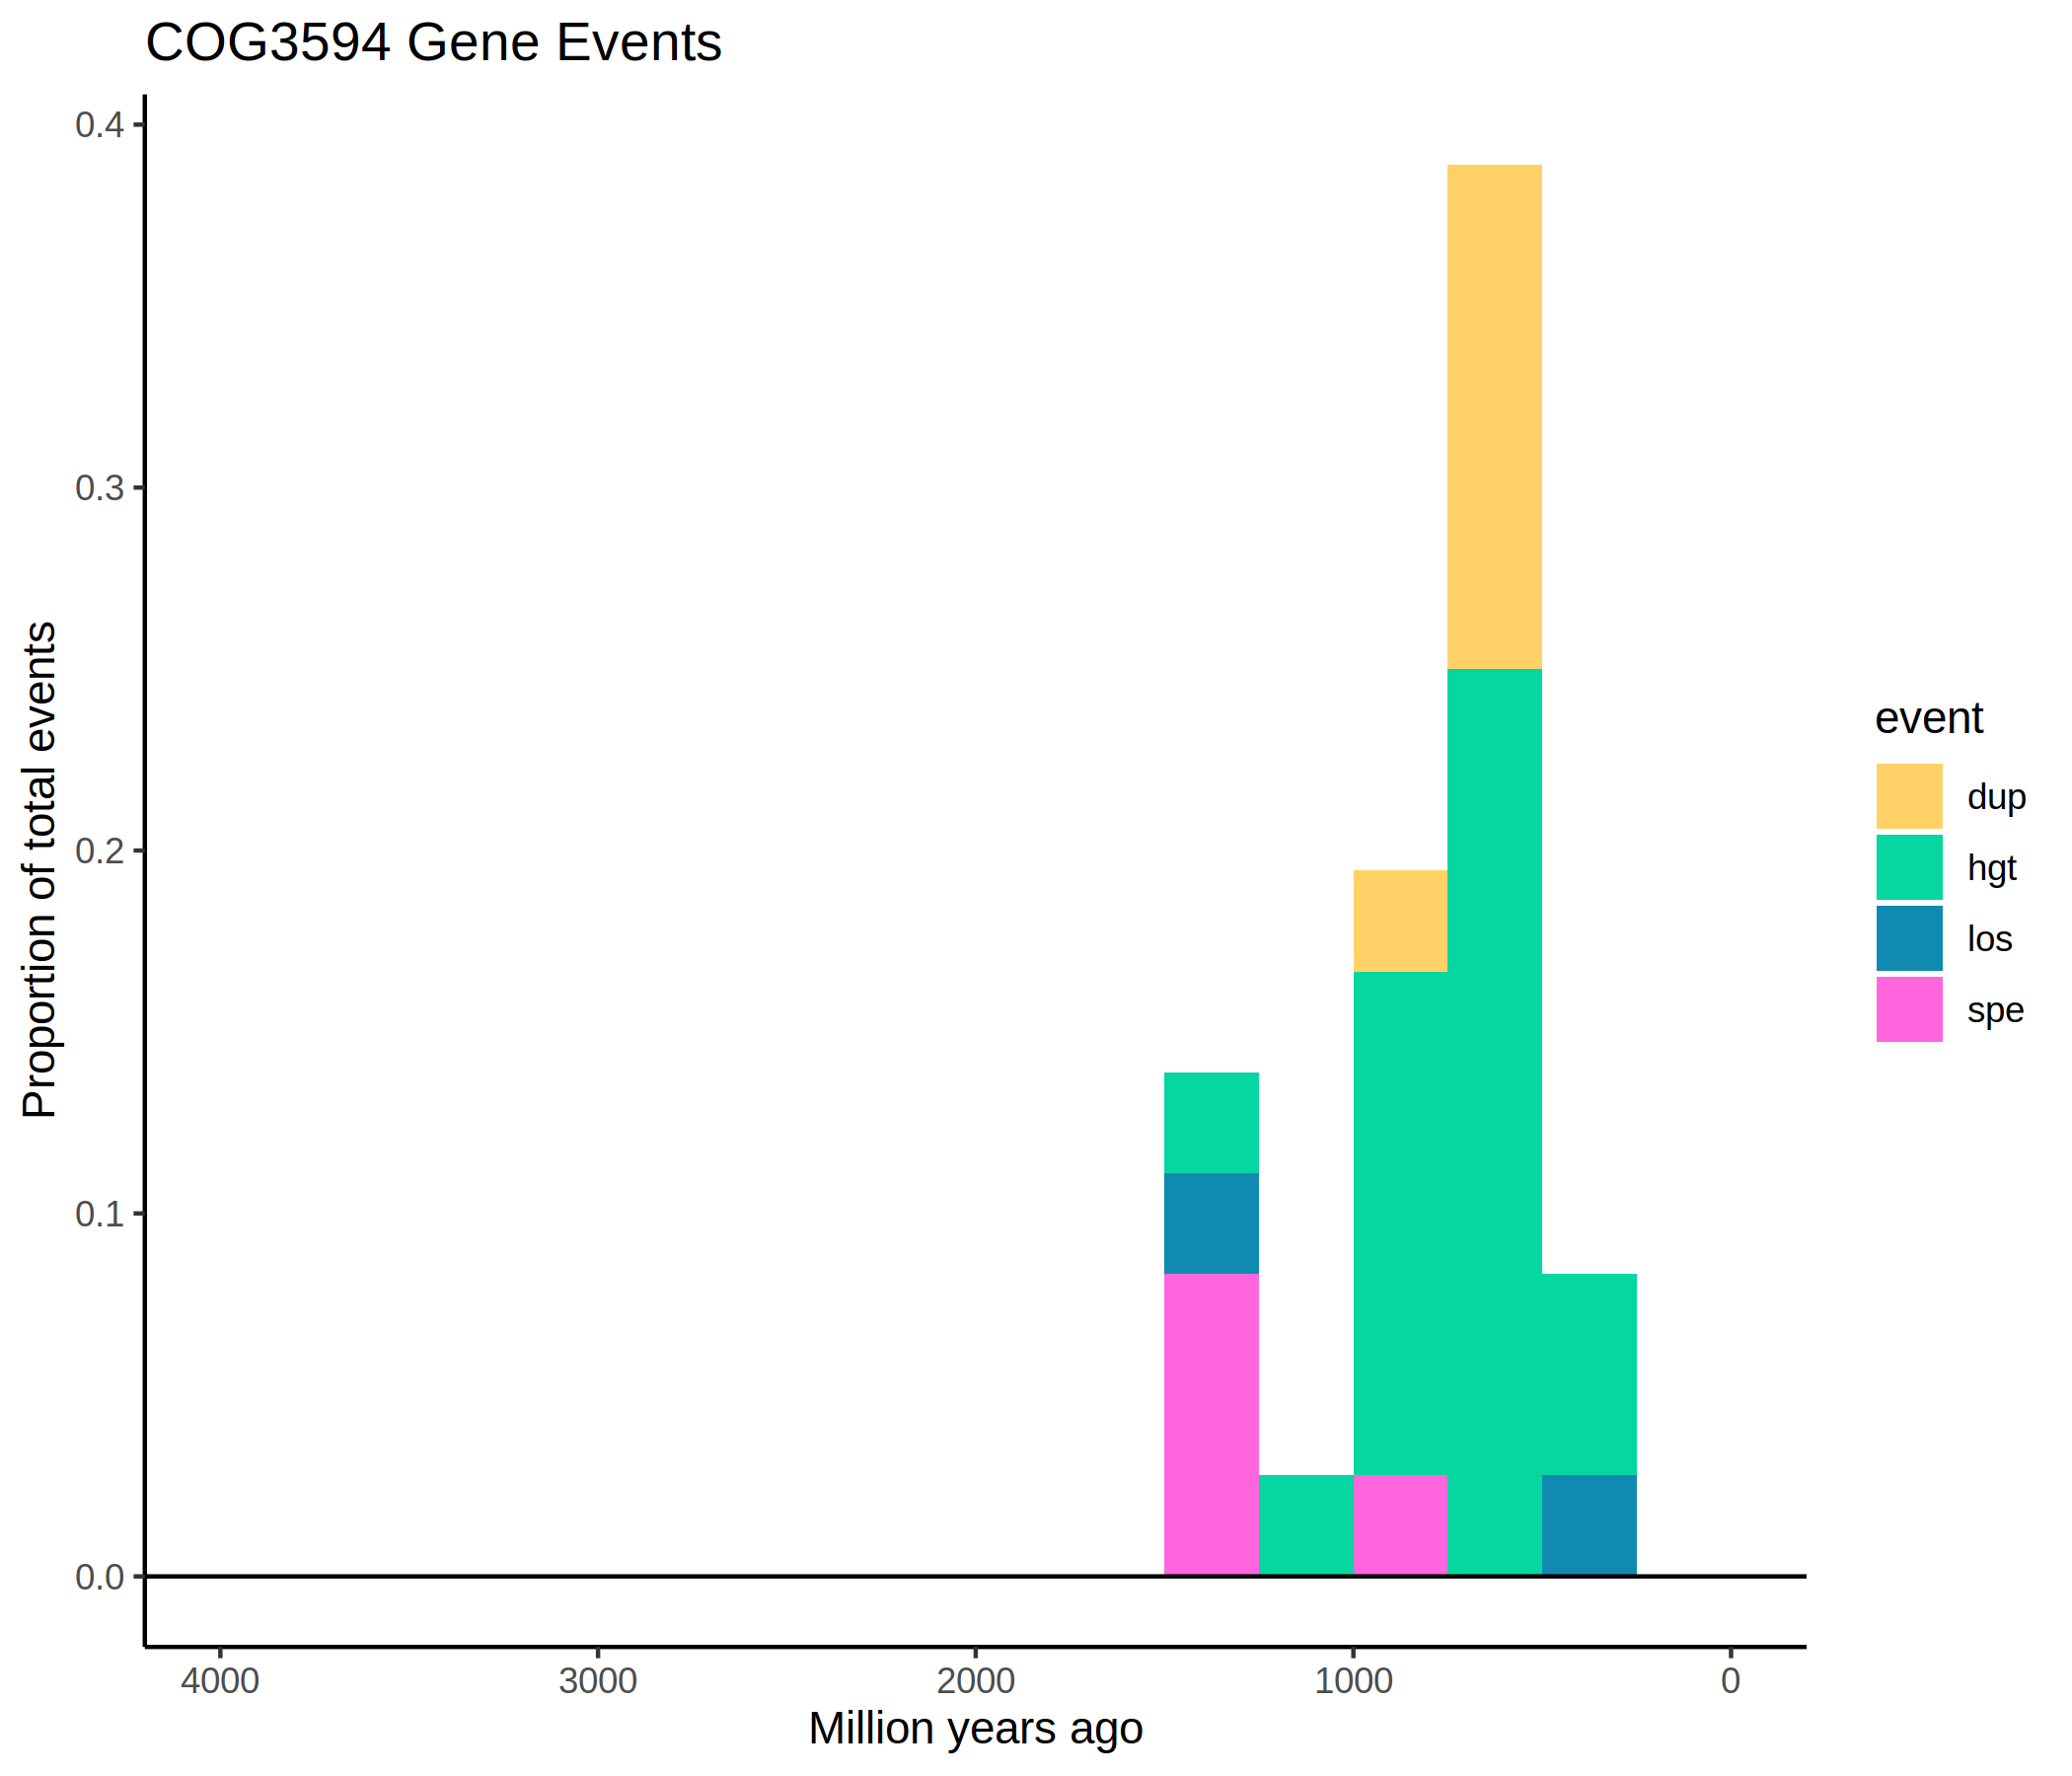 COG3594 Gene Events
0.4
0.3
0.2
0.1
0.0
Proportion of total events
4000 3000 2000 1000 0
Million years ago
event
dup
hgt
los
spe